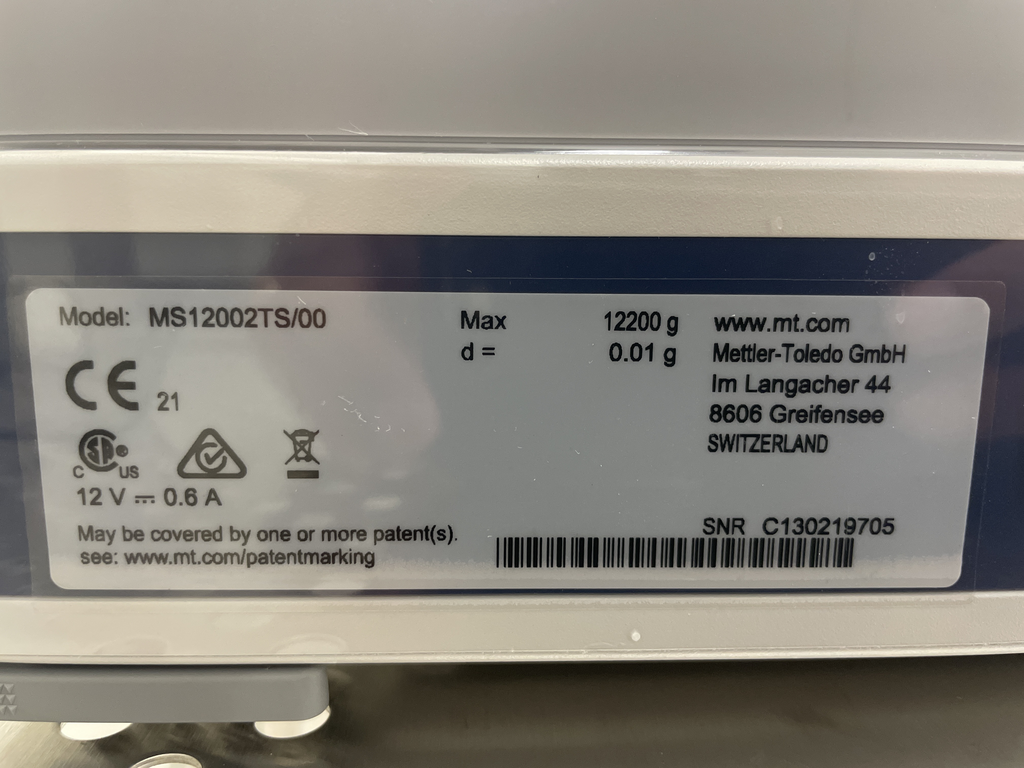 Model: MS12002TS/00
Max 12200 g
d = 0.01 g
www.mt.com
Mettler-Toledo GmbH
Im Langacher 44
8606 Greifensee
SWITZERLAND
CE 21
C SA® US
12 V ⎓ 0.6 A
May be covered by one or more patent(s).
see: www.mt.com/patentmarking
SNR C130219705